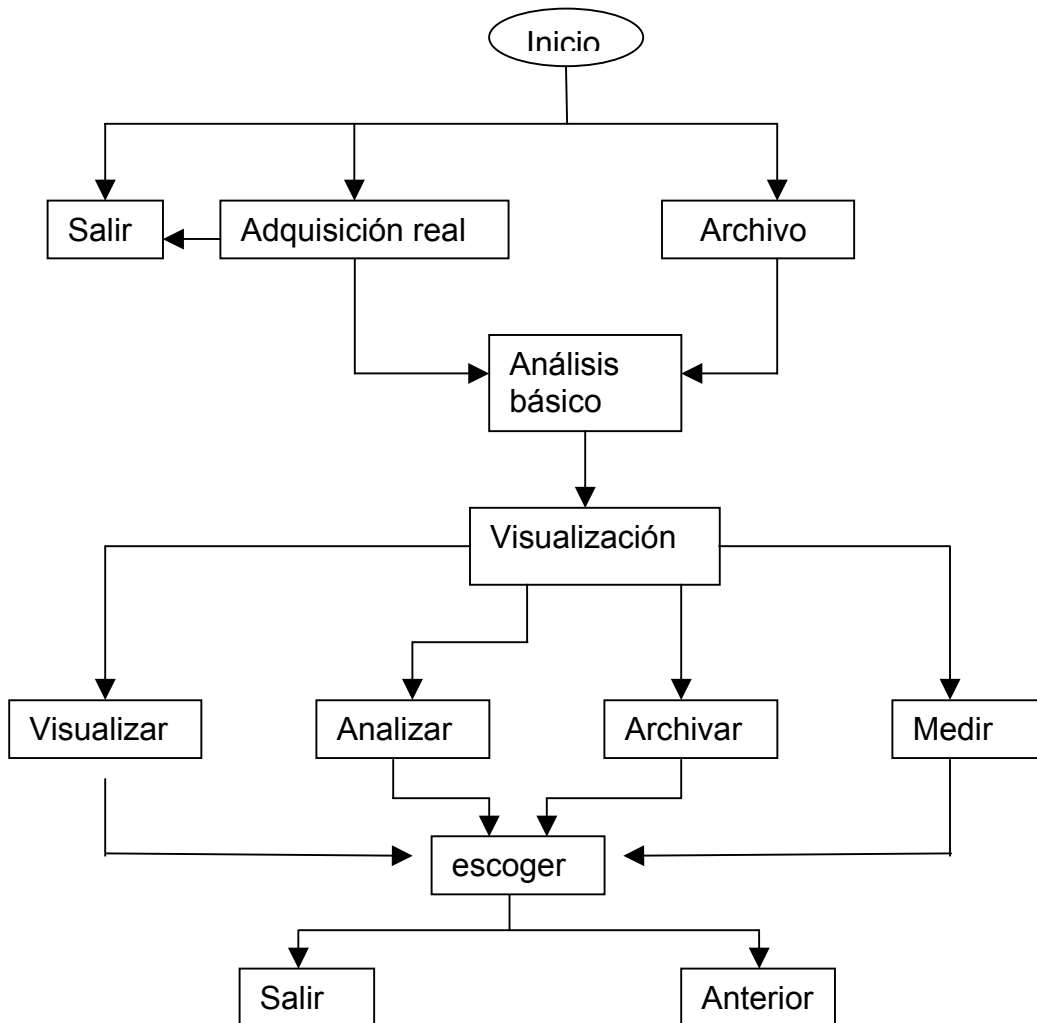 Inicio
Salir
Adquisición real
Archivo
Análisis
básico
Visualización
Visualizar
Analizar
Archivar
Medir
escoger
Salir
Anterior